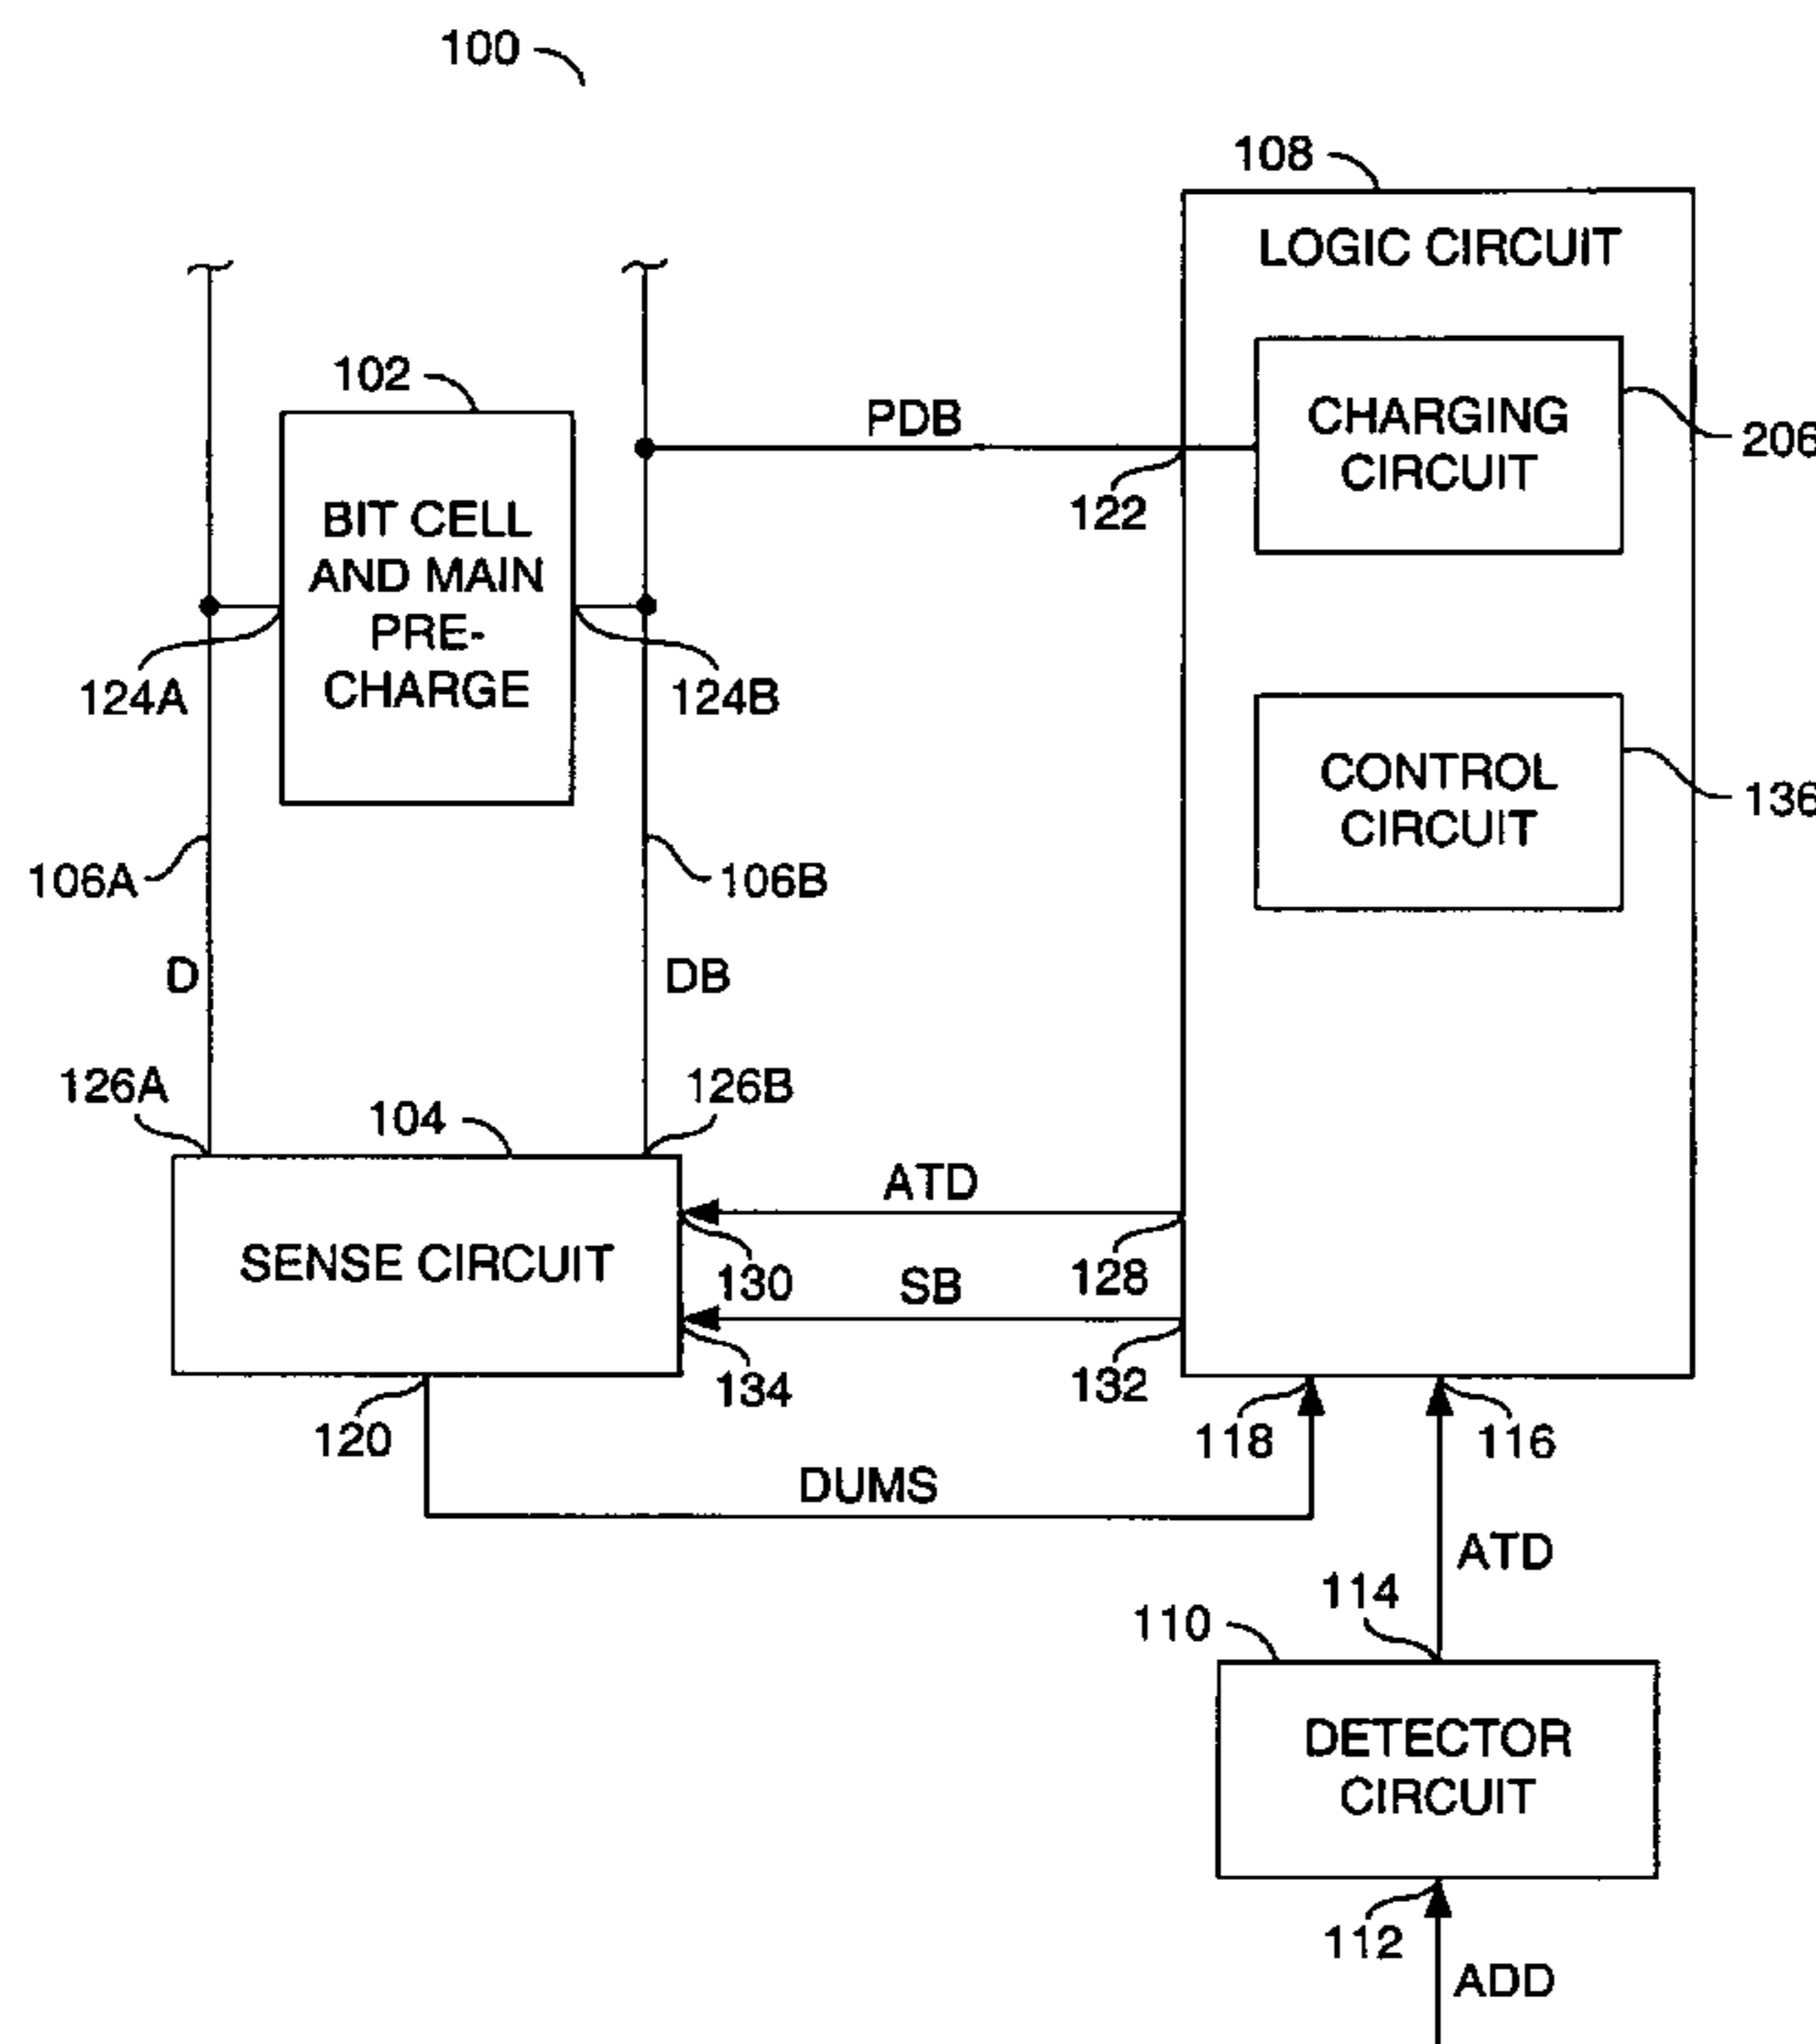 100
108
LOGIC CIRCUIT
102
CHARGING
CIRCUIT
206
PDB
122
BIT CELL
AND MAIN
PRE-
CHARGE
124A
124B
CONTROL
CIRCUIT
136
106A
106B
D
DB
126A
126B
104
ATD
SENSE CIRCUIT
130
128
SB
134
132
120
118
116
DUMS
ATD
114
110
DETECTOR
CIRCUIT
112
ADD